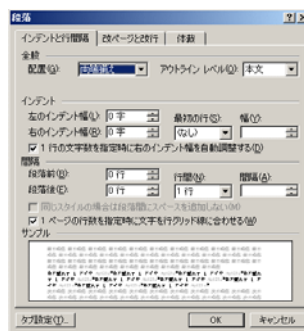 段落
インデントと行間隔 改ページと改行 体裁
全般
配置(G): 両端揃え アウトライン レベル(O): 本文
インデント
左のインデント幅(L): 0 字 最初の行(S): 幅(Y):
右のインデント幅(R): 0 字 (なし)
1 行の文字数を指定時に右のインデント幅を自動調整する(D)
間隔
段落前(B): 0 行 行間(N): 間隔(A):
段落後(E): 0 行 1 行
同じスタイルの場合は段落間にスペースを追加しない(M)
1 ページの行数を指定時に文字を行グリッド線に合わせる(W)
サンプル
タブ設定(T)... OK キャンセル